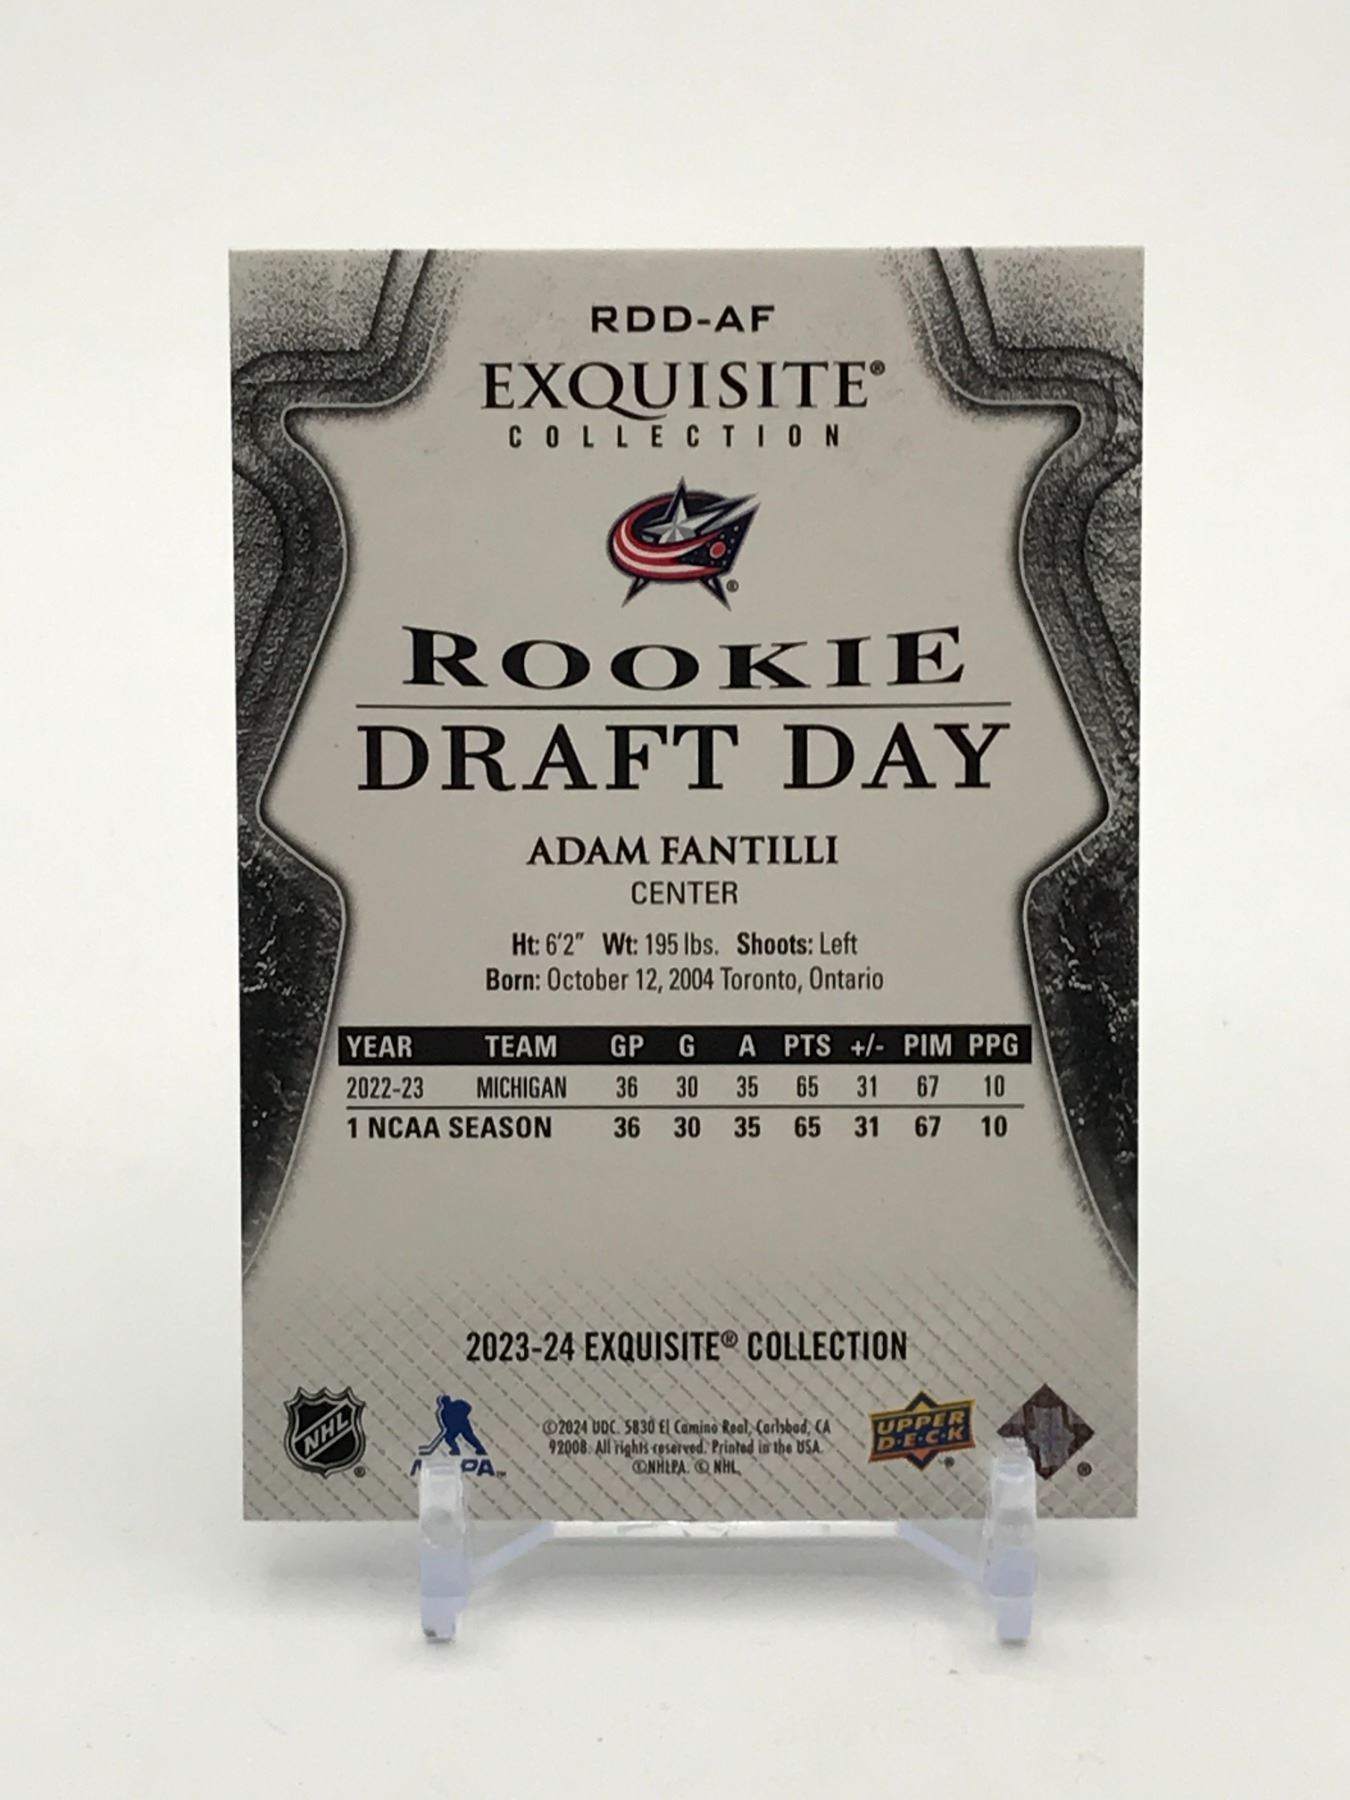 RDD-AF
EXQUISITE®
COLLECTION
®
ROOKIE
DRAFT DAY
ADAM FANTILLI
CENTER
Ht: 6'2" Wt: 195 lbs. Shoots: Left
Born: October 12, 2004 Toronto, Ontario
YEAR TEAM GP G A PTS +/- PIM PPG
2022-23 MICHIGAN 36 30 35 65 31 67 10
1 NCAA SEASON 36 30 35 65 31 67 10
2023-24 EXQUISITE® COLLECTION
NHL ®
PA™
©2024 UDC. 5830 El Camino Real, Carlsbad, CA
92008. All rights reserved. Printed in the USA.
©NHLPA. © NHL.
UPPER
D·E·C·K ®
®